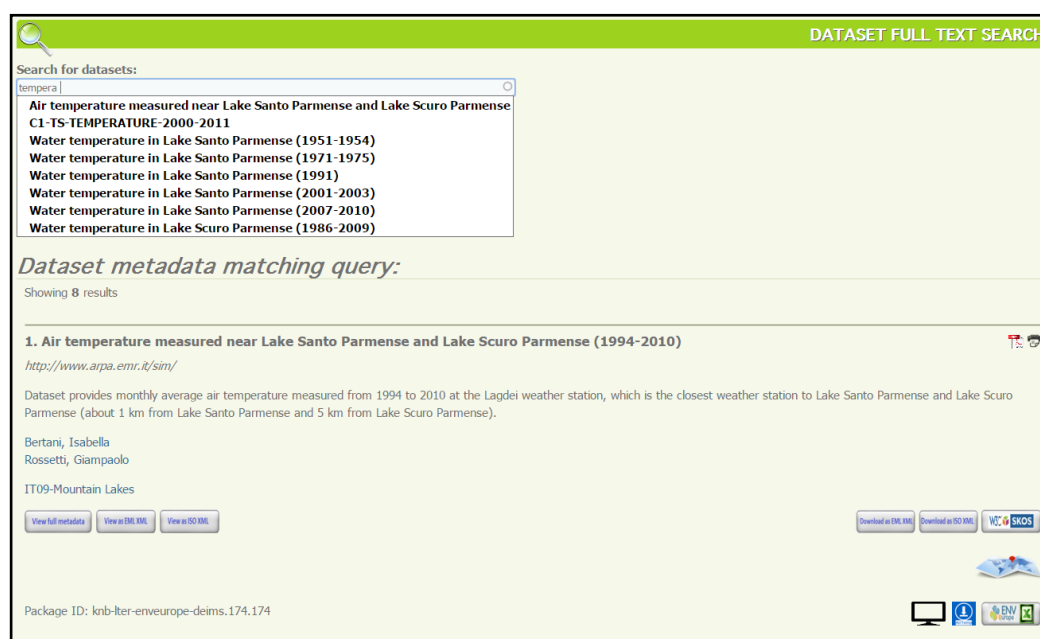 DATASET FULL TEXT SEARCH
Search for datasets:
tempera
Air temperature measured near Lake Santo Parmense and Lake Scuro Parmense
C1-TS-TEMPERATURE-2000-2011
Water temperature in Lake Santo Parmense (1951-1954)
Water temperature in Lake Santo Parmense (1971-1975)
Water temperature in Lake Santo Parmense (1991)
Water temperature in Lake Santo Parmense (2001-2003)
Water temperature in Lake Santo Parmense (2007-2010)
Water temperature in Lake Scuro Parmense (1986-2009)
Dataset metadata matching query:
Showing 8 results
1. Air temperature measured near Lake Santo Parmense and Lake Scuro Parmense (1994-2010)
http://www.arpa.emr.it/sim/
Dataset provides monthly average air temperature measured from 1994 to 2010 at the Lagdei weather station, which is the closest weather station to Lake Santo Parmense and Lake Scuro
Parmense (about 1 km from Lake Santo Parmense and 5 km from Lake Scuro Parmense).
Bertani, Isabella
Rossetti, Giampaolo
IT09-Mountain Lakes
View full metadata View as EML XML View as ISO XML Download as EML XML Download as ISO XML W3C SKOS
Package ID: knb-lter-enveurope-deims.174.174 ENV Europe